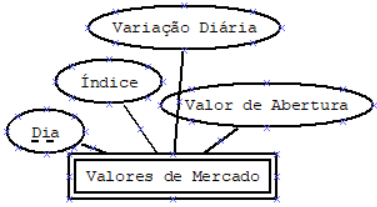 Variação Diária
Índice
Valor de Abertura
Dia
Valores de Mercado